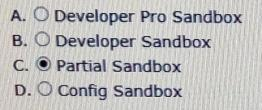 A. Developer Pro Sandbox
B. Developer Sandbox
C. Partial Sandbox
D. Config Sandbox